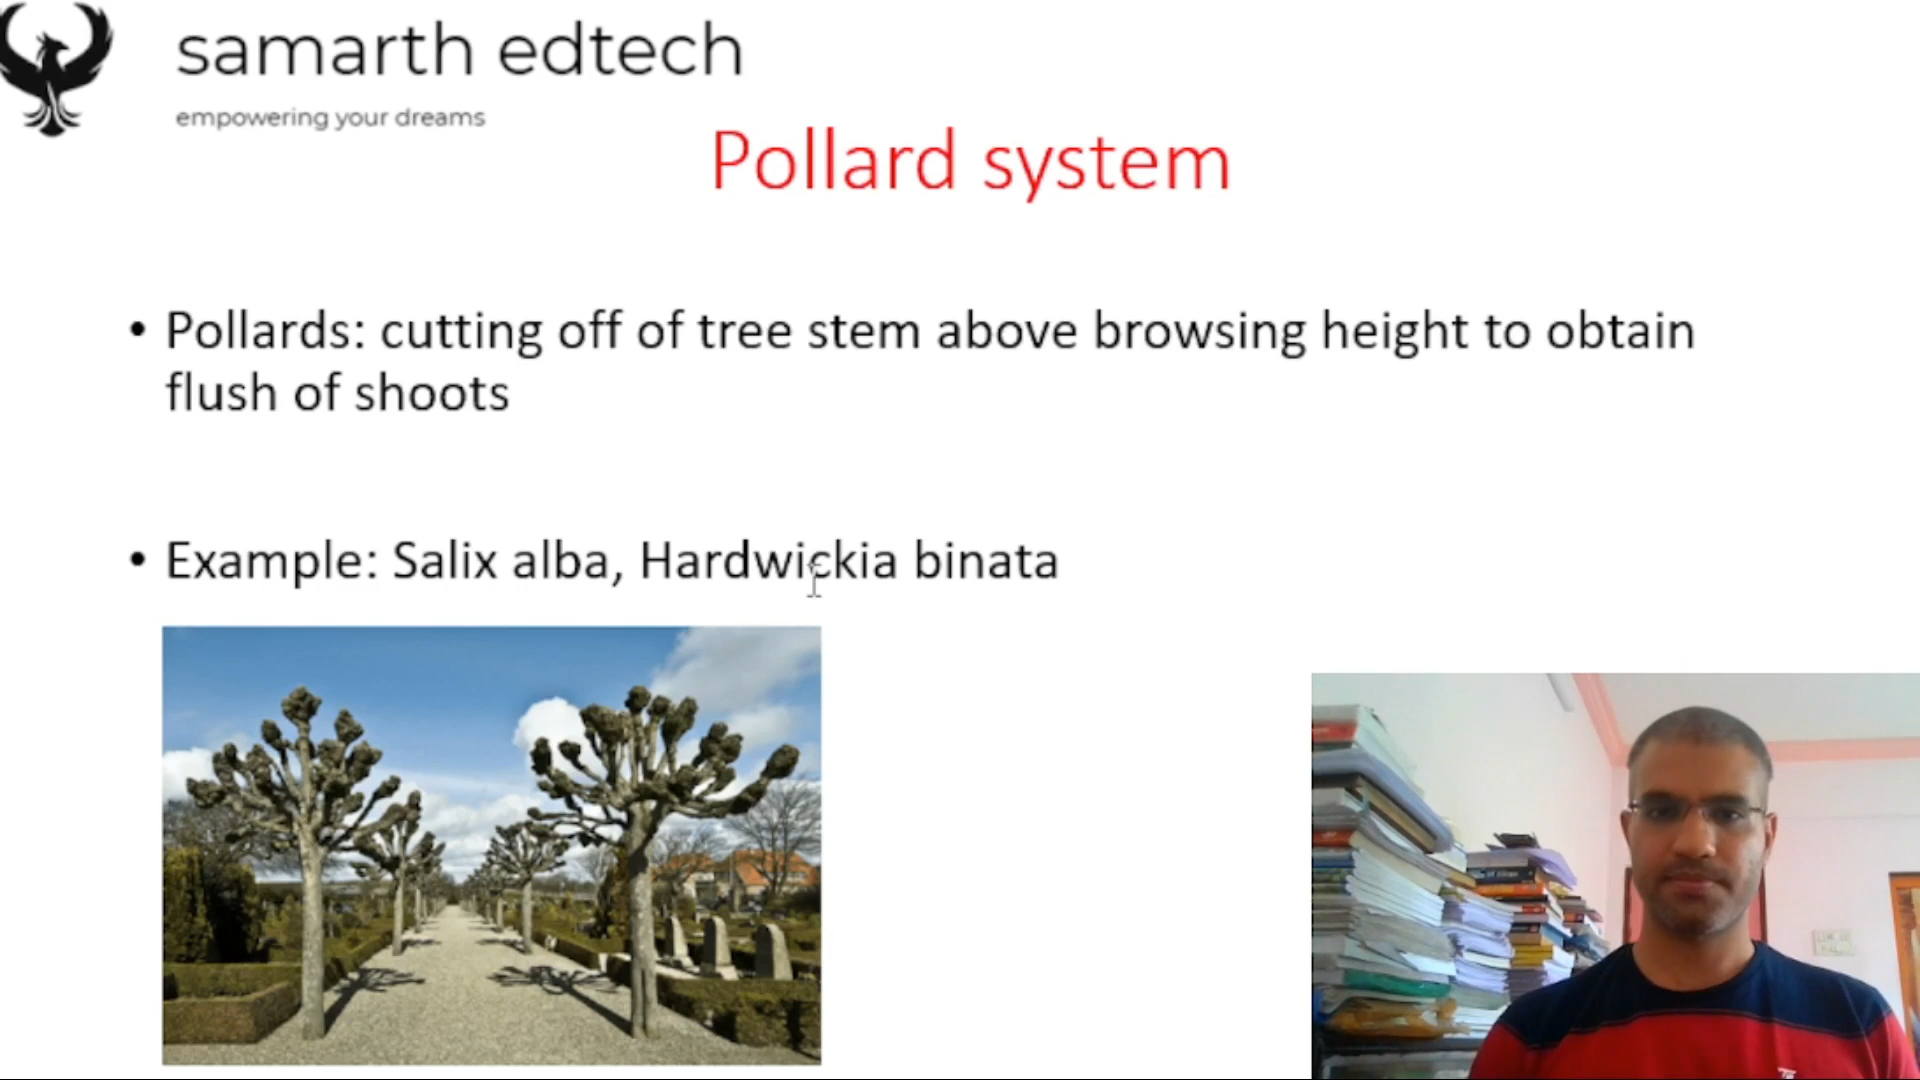 samarth edtech
empowering your dreams
Pollard system
• Pollards: cutting off of tree stem above browsing height to obtain
flush of shoots
• Example: Salix alba, Hardwickia binata